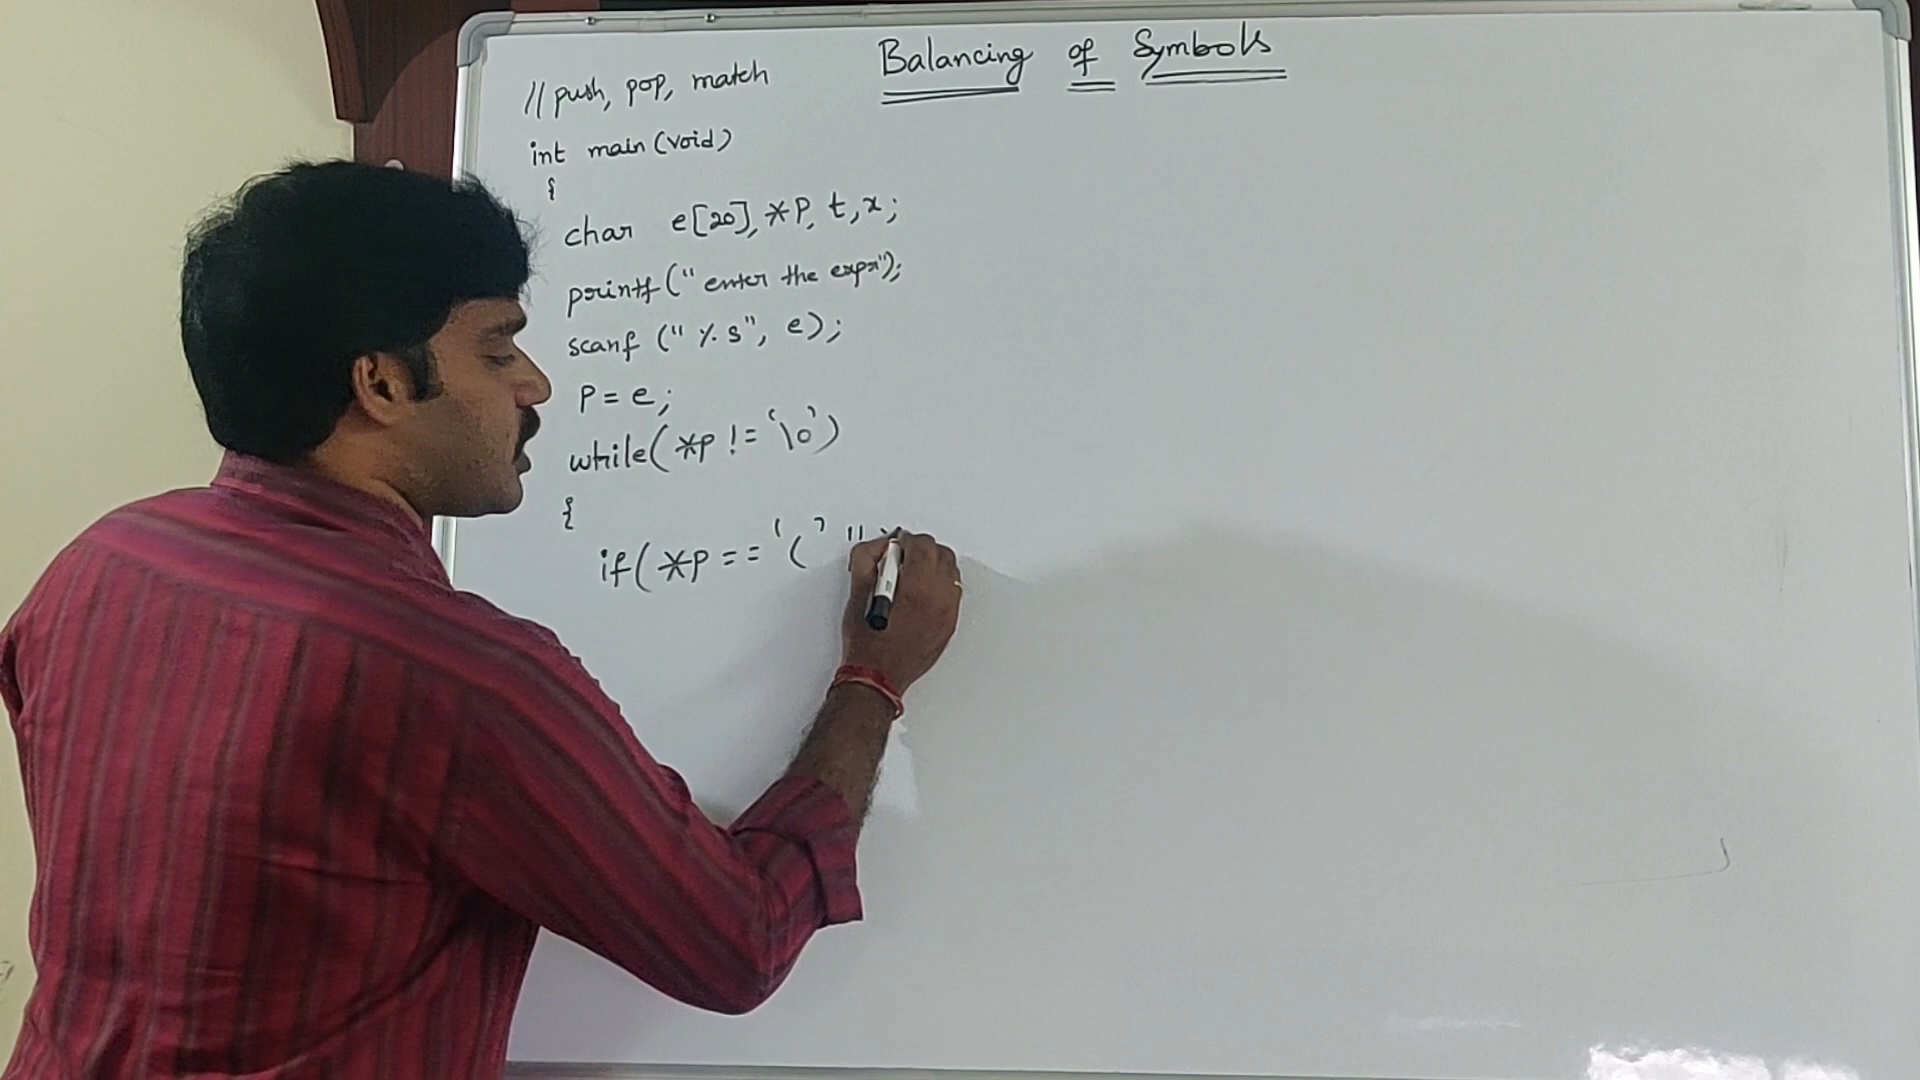 Balancing of Symbols
// push, pop, match
int main (void)
{
char e[20], *P, t, x;
printf ("enter the expr");
scanf ("%s", e);
P = e;
while (*p != '\0')
{
if (*p == '(' ||